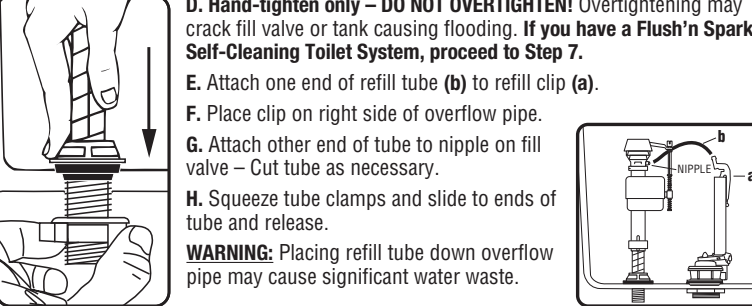 D. Hand-tighten only – DO NOT OVERTIGHTEN! Overtightening may
crack fill valve or tank causing flooding. If you have a Flush'n Spark
Self-Cleaning Toilet System, proceed to Step 7.
E. Attach one end of refill tube (b) to refill clip (a).
F. Place clip on right side of overflow pipe.
G. Attach other end of tube to nipple on fill
valve – Cut tube as necessary.
H. Squeeze tube clamps and slide to ends of
tube and release.
WARNING: Placing refill tube down overflow
pipe may cause significant water waste.
b
NIPPLE
a